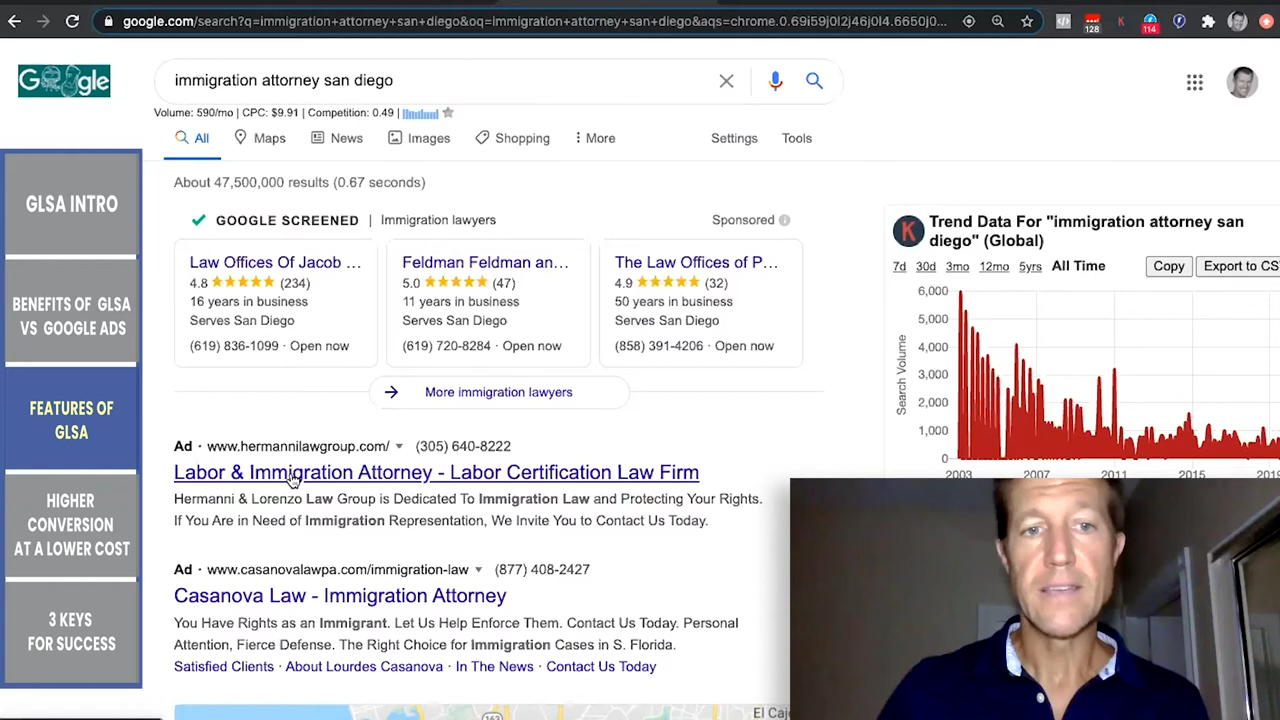 google.com/search?q=immigration+attorney+san+diego&oq=immigration+attorney+san+diego&aqs=chrome.0.69i59j0l2j46j0l4.6650j0...
128
K
114
Google
immigration attorney san diego
Volume: 590/mo | CPC: $9.91 | Competition: 0.49 |
All
Maps
News
Images
Shopping
More
Settings
Tools
GLSA INTRO
BENEFITS OF GLSA
VS GOOGLE ADS
FEATURES OF
GLSA
HIGHER
CONVERSION
AT A LOWER COST
3 KEYS
FOR SUCCESS
About 47,500,000 results (0.67 seconds)
GOOGLE SCREENED | Immigration lawyers
Sponsored
Law Offices Of Jacob ...
4.8 (234)
16 years in business
Serves San Diego
(619) 836-1099 · Open now
Feldman Feldman an...
5.0 (47)
11 years in business
Serves San Diego
(619) 720-8284 · Open now
The Law Offices of P...
4.9 (32)
50 years in business
Serves San Diego
(858) 391-4206 · Open now
More immigration lawyers
Ad · www.hermannilawgroup.com/ (305) 640-8222
Labor & Immigration Attorney - Labor Certification Law Firm
Hermanni & Lorenzo Law Group is Dedicated To Immigration Law and Protecting Your Rights.
If You Are in Need of Immigration Representation, We Invite You to Contact Us Today.
Ad · www.casanovalawpa.com/immigration-law (877) 408-2427
Casanova Law - Immigration Attorney
You Have Rights as an Immigrant. Let Us Help Enforce Them. Contact Us Today. Personal
Attention, Fierce Defense. The Right Choice for Immigration Cases in S. Florida.
Satisfied Clients · About Lourdes Casanova · In The News · Contact Us Today
163
El Caj
K
Trend Data For "immigration attorney san
diego" (Global)
7d 30d 3mo 12mo 5yrs All Time
Copy
Export to CS
Search Volume
6,000
5,000
4,000
3,000
2,000
1,000
0
2003 2007 2011 2015 2019